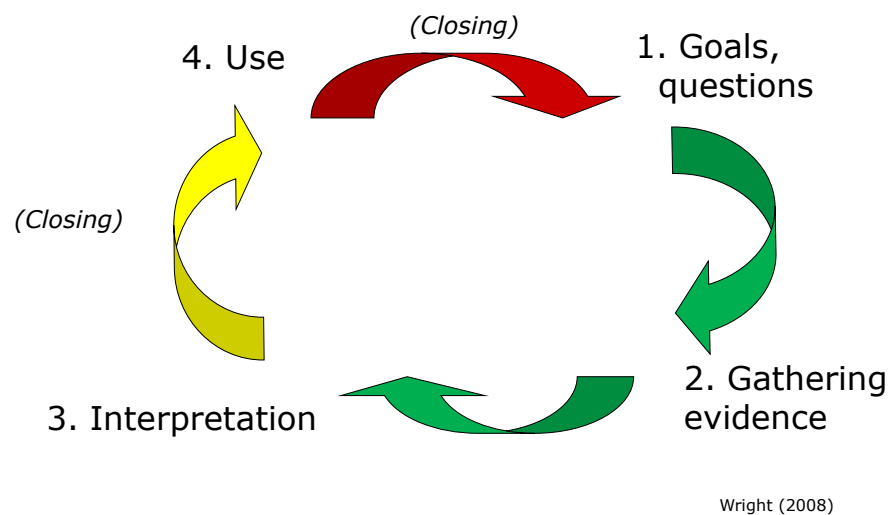 (Closing)
4. Use
1. Goals,
questions
(Closing)
2. Gathering
evidence
3. Interpretation
Wright (2008)